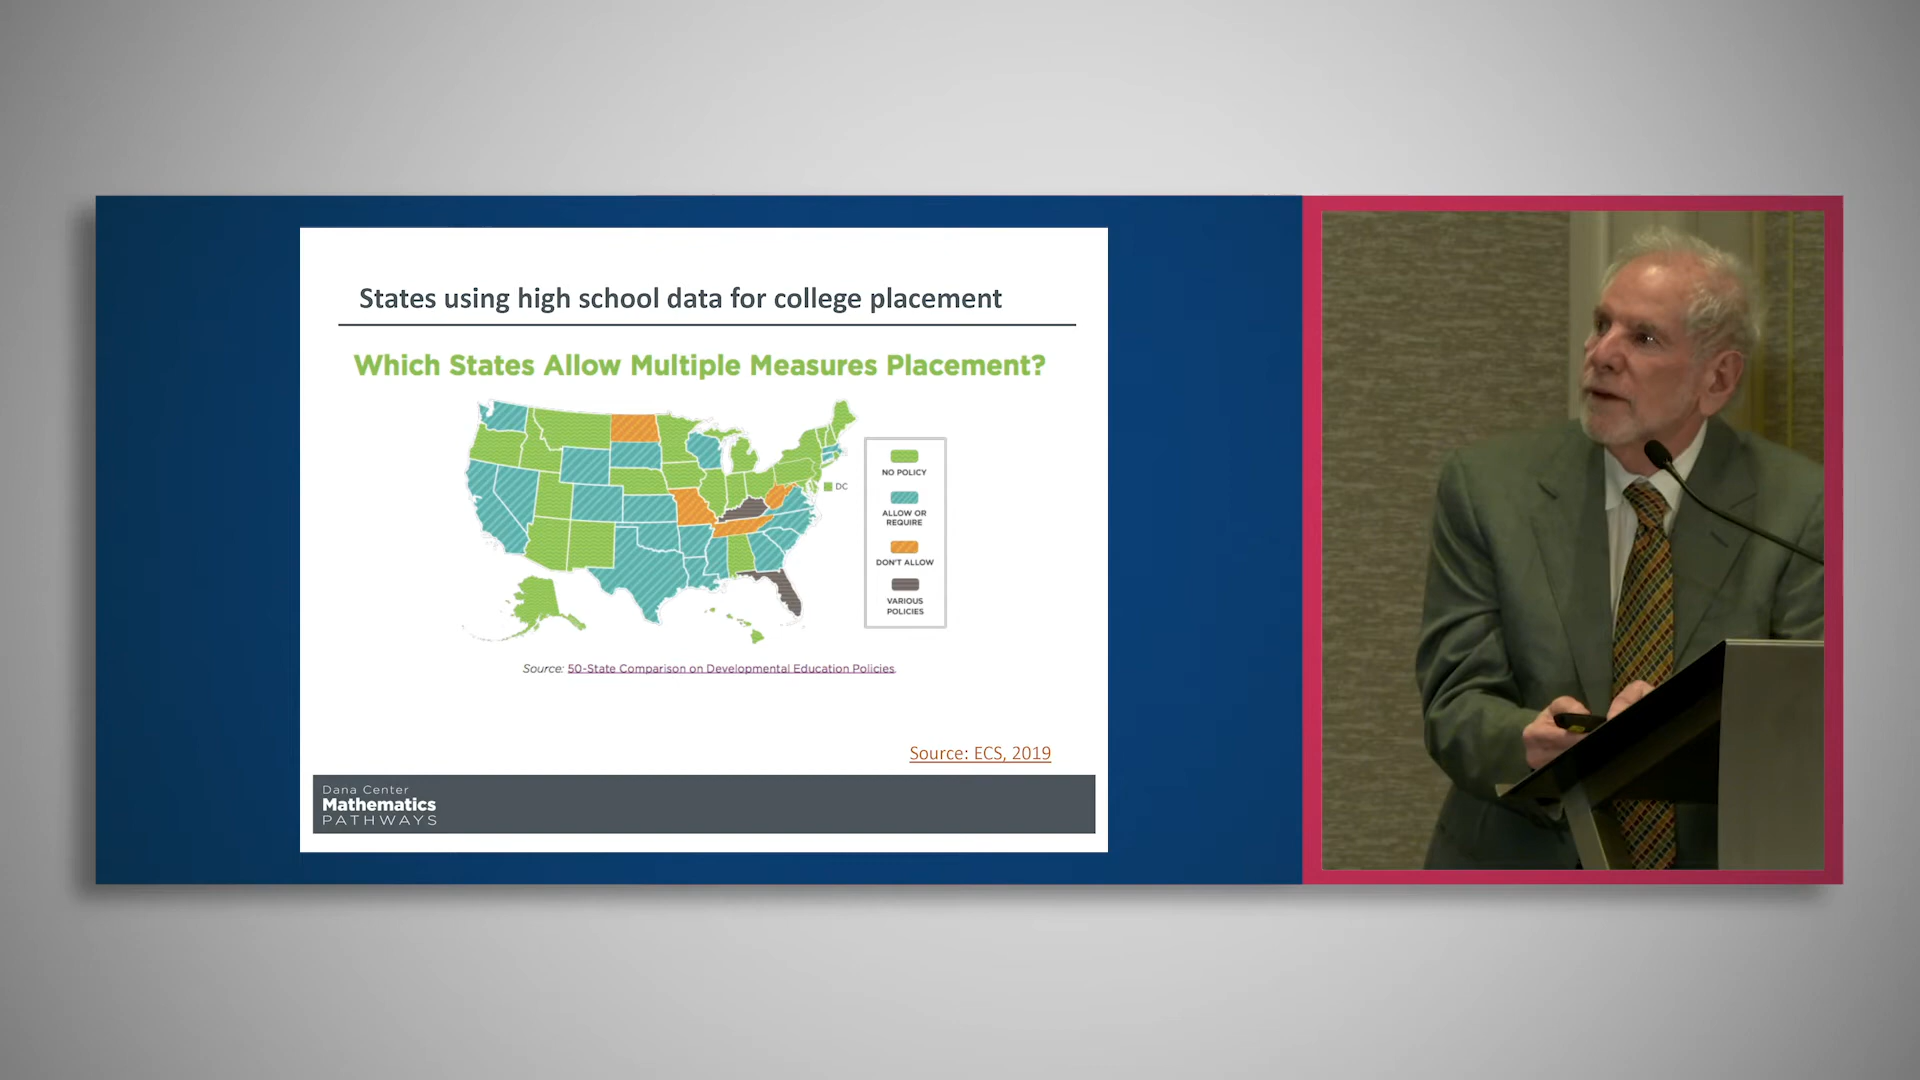 States using high school data for college placement
Which States Allow Multiple Measures Placement?
DC
NO POLICY
ALLOW OR
REQUIRE
DON'T ALLOW
VARIOUS
POLICIES
Source: 50-State Comparison on Developmental Education Policies
Source: ECS, 2019
Dana Center
Mathematics
PATHWAYS